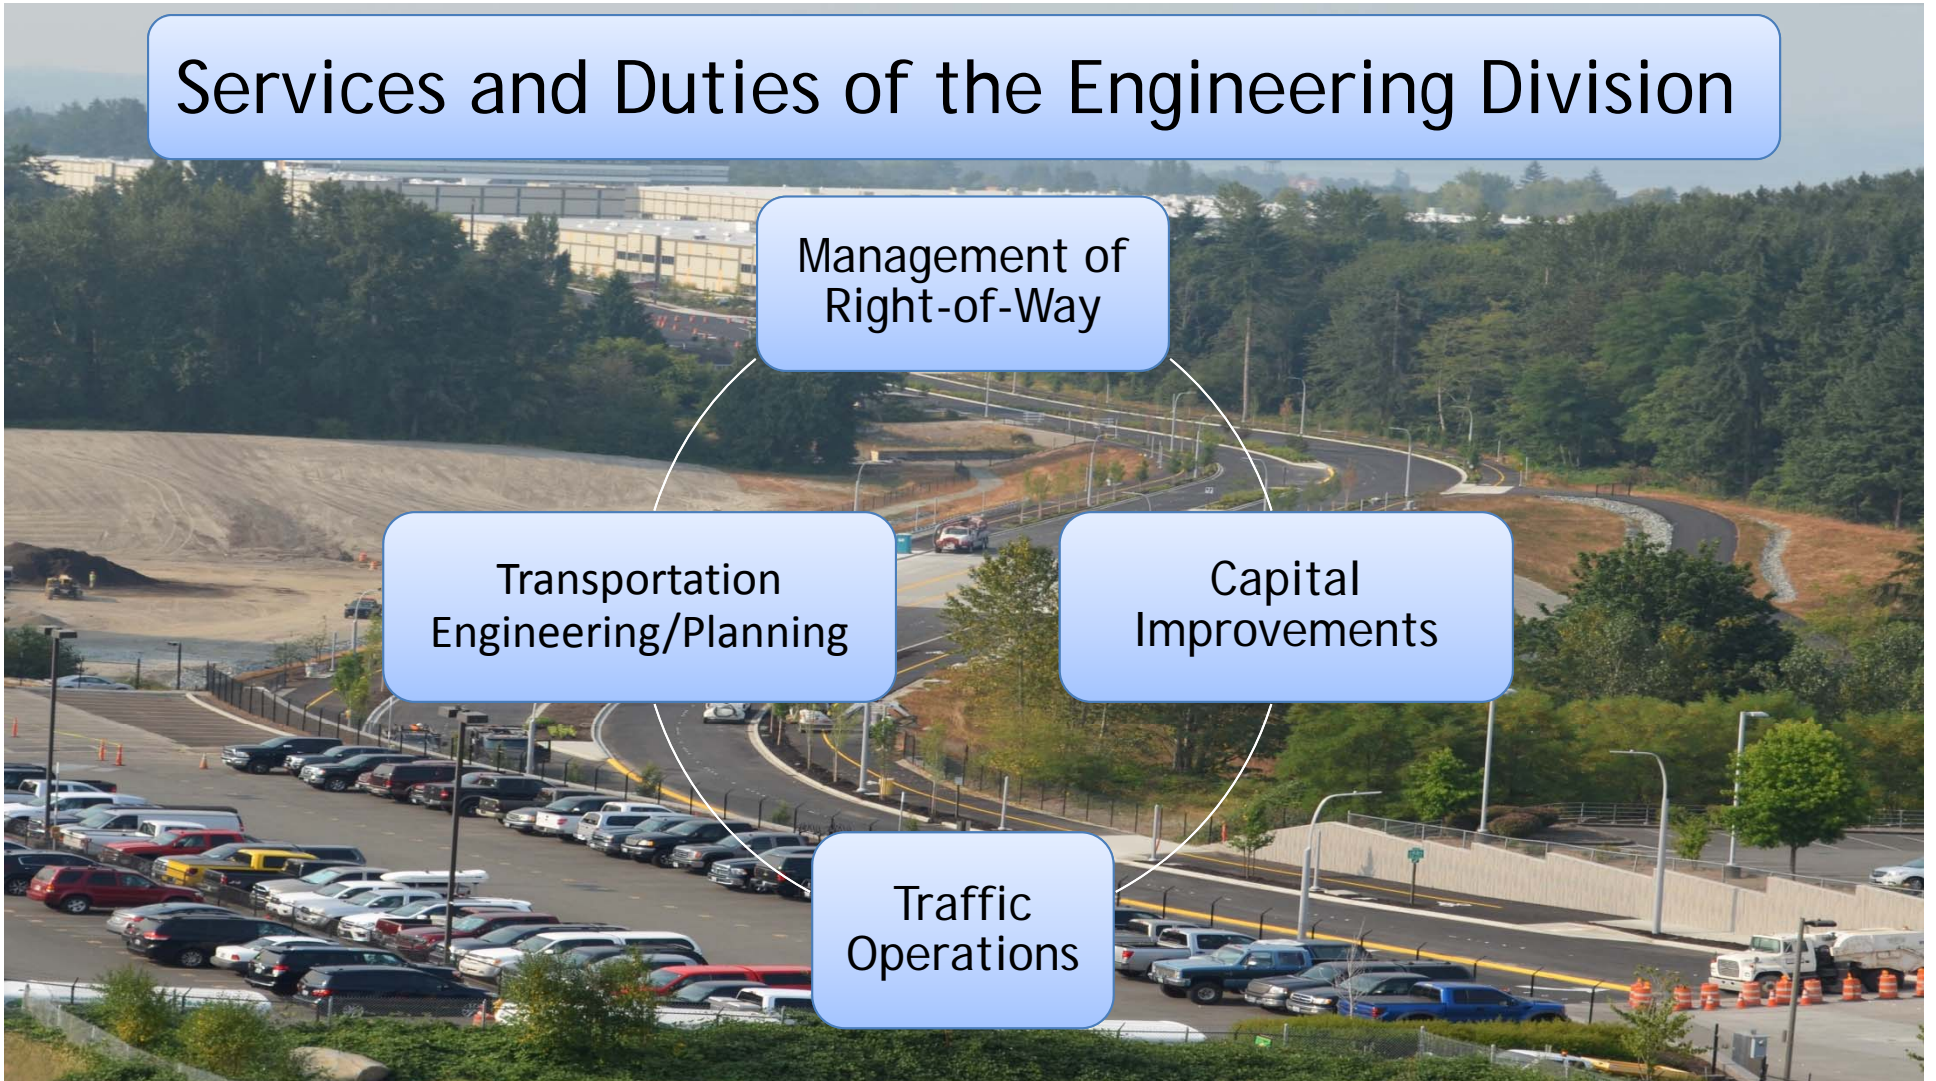 Services and Duties of the Engineering Division
Management of
Right-of-Way
Transportation
Engineering/Planning
Capital
Improvements
Traffic
Operations